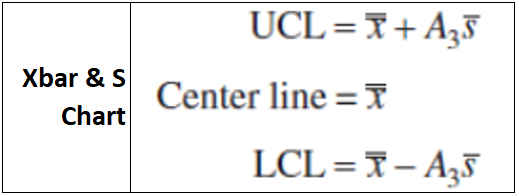 Xbar & S
Chart
UCL = x̿ + A₃s̅
Center line = x̿
LCL = x̿ − A₃s̅